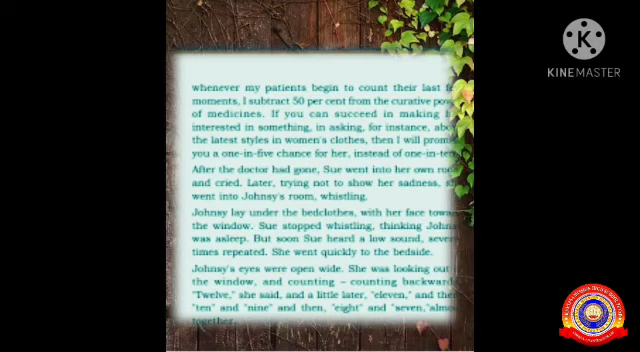 whenever my patients begin to count their last
moments, I subtract 50 per cent from the curative
of medicines. If you can succeed in making
interested in something, in asking, for instance,
the latest styles in women's clothes, then I will
you a one-in-five chance for her, instead of
After the doctor had gone, Sue went into her own
and cried. Later, trying not to show her sadness,
went into Johnsy's room, whistling.
Johnsy lay under the bedclothes, with her face
the window. Sue stopped whistling, thinking
was asleep. But soon Sue heard a low sound,
times repeated. She went quickly to the bedside.
Johnsy's eyes were open wide. She was looking out
the window, and counting – counting
"Twelve," she said, and a little later, "eleven," and
"ten" and "nine" and then, "eight" and "seven,"
together.
KINEMASTER